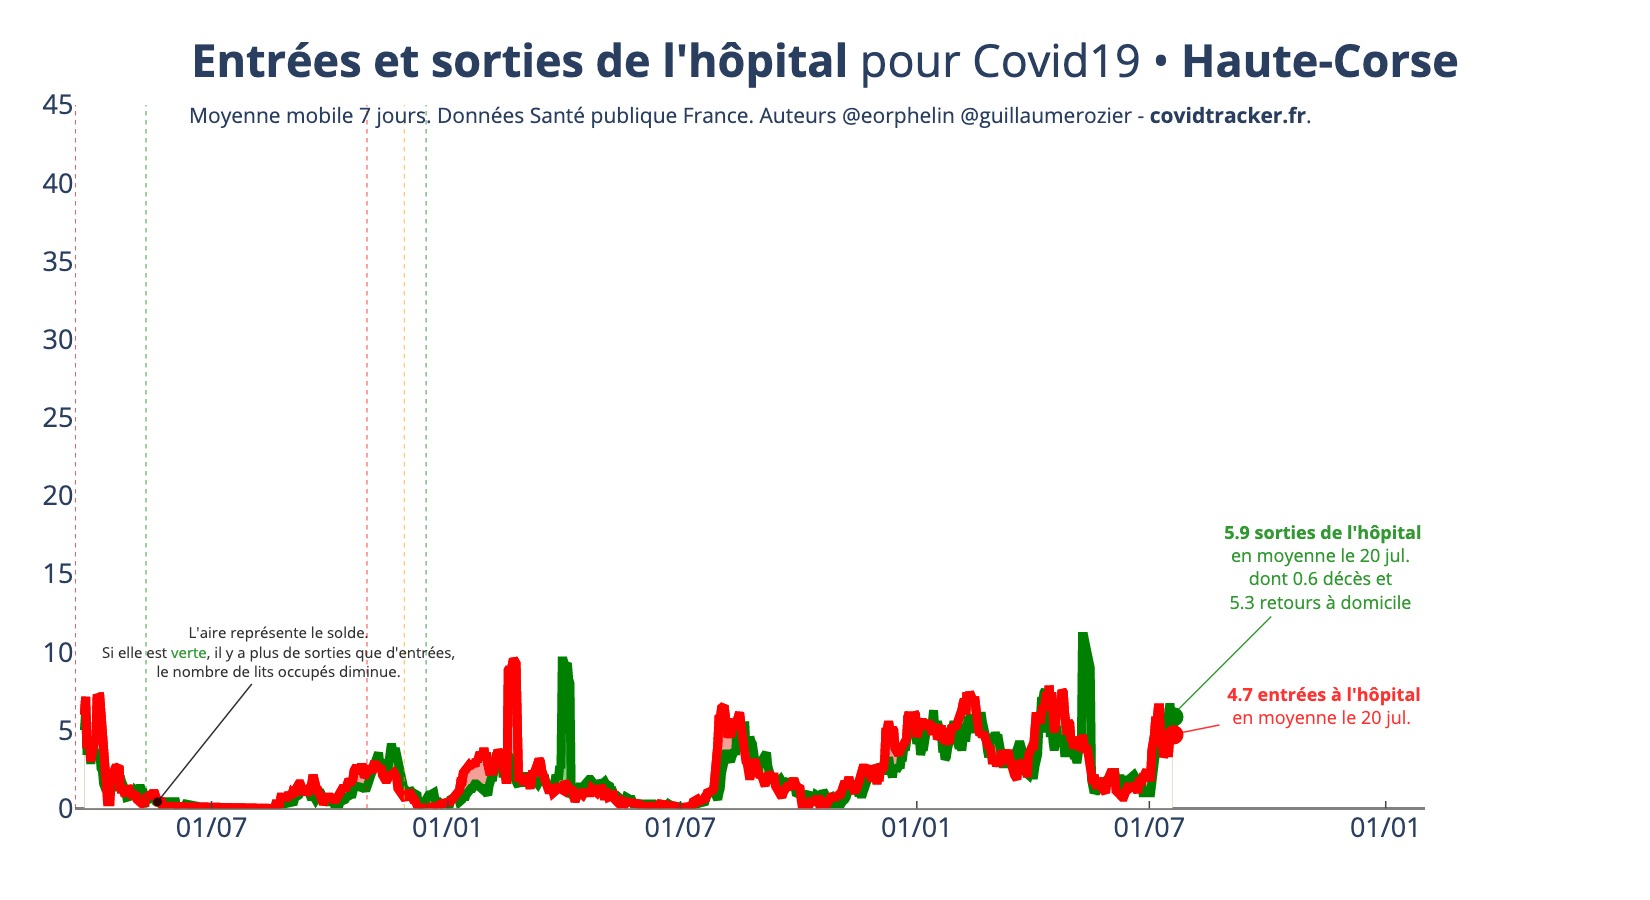 Entrées et sorties de l'hôpital pour Covid19 • Haute-Corse
Moyenne mobile 7 jours. Données Santé publique France. Auteurs @eorphelin @guillaumerozier - covidtracker.fr.
45
40
35
30
25
20
15
10
5
0
L'aire représente le solde.
Si elle est verte, il y a plus de sorties que d'entrées,
le nombre de lits occupés diminue.
5.9 sorties de l'hôpital
en moyenne le 20 jul.
dont 0.6 décès et
5.3 retours à domicile
4.7 entrées à l'hôpital
en moyenne le 20 jul.
01/07 01/01 01/07 01/01 01/07 01/01